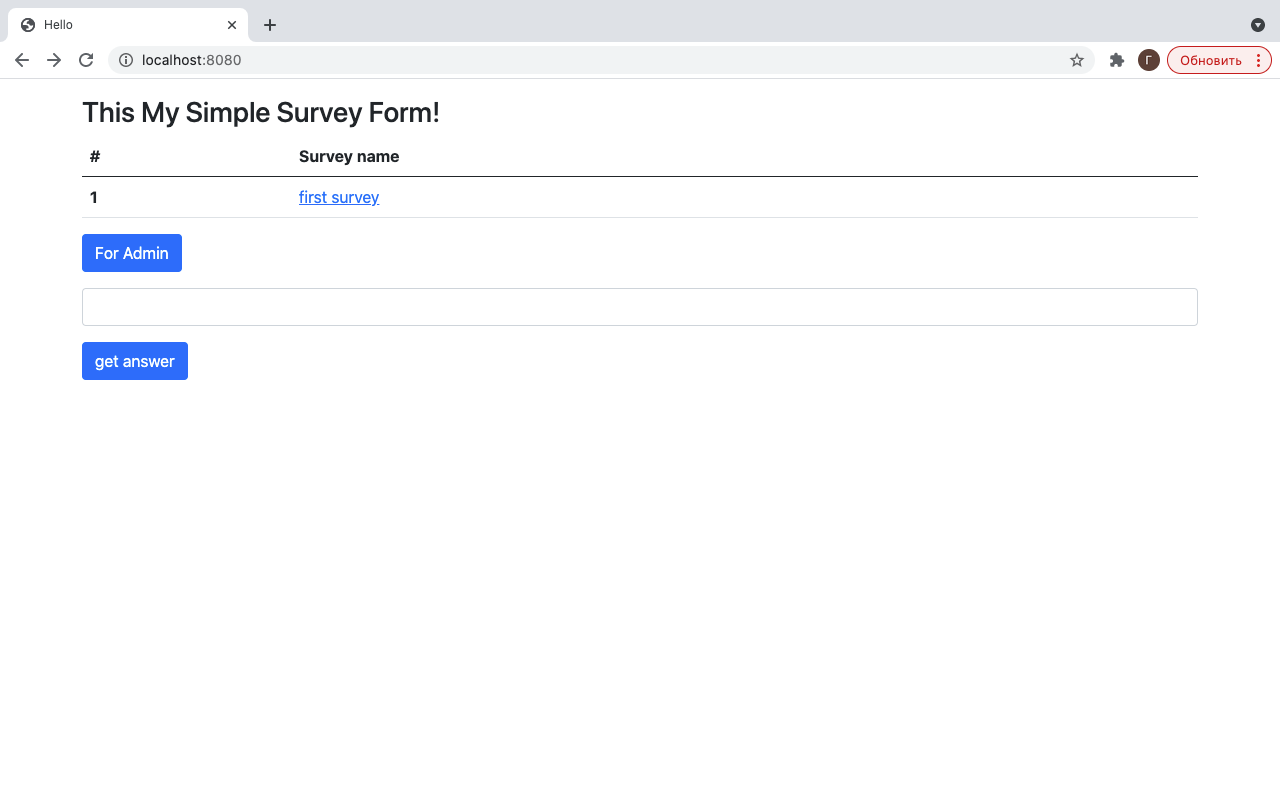 Hello
localhost:8080
Г
Обновить
This My Simple Survey Form!
# Survey name
1 first survey
For Admin
get answer